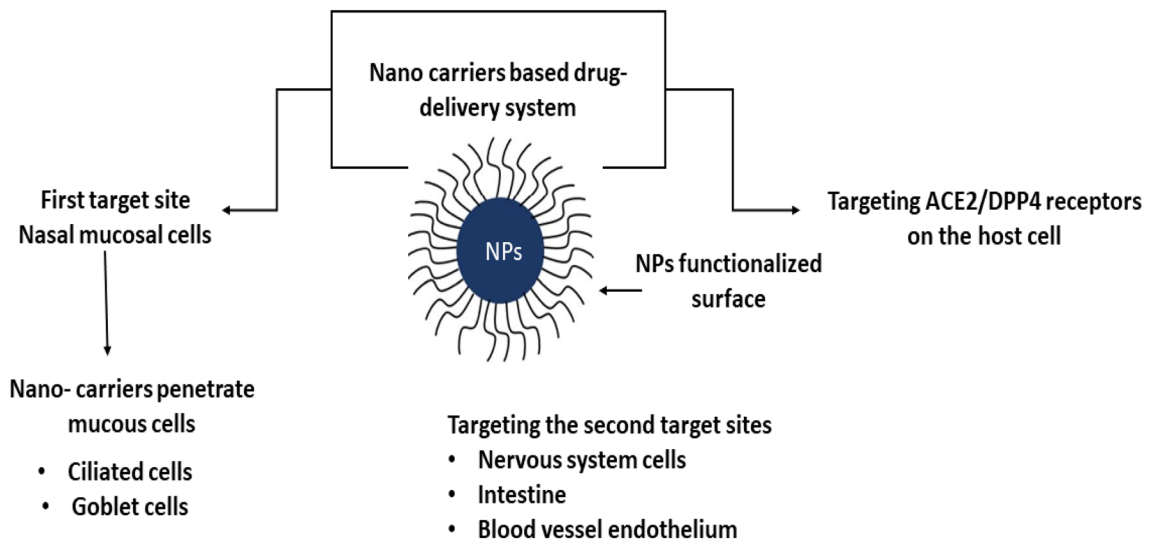 Nano carriers based drug-
delivery system
First target site
Nasal mucosal cells
Targeting ACE2/DPP4 receptors
on the host cell
NPs
NPs functionalized
surface
Nano- carriers penetrate
mucous cells
• Ciliated cells
• Goblet cells
Targeting the second target sites
• Nervous system cells
• Intestine
• Blood vessel endothelium